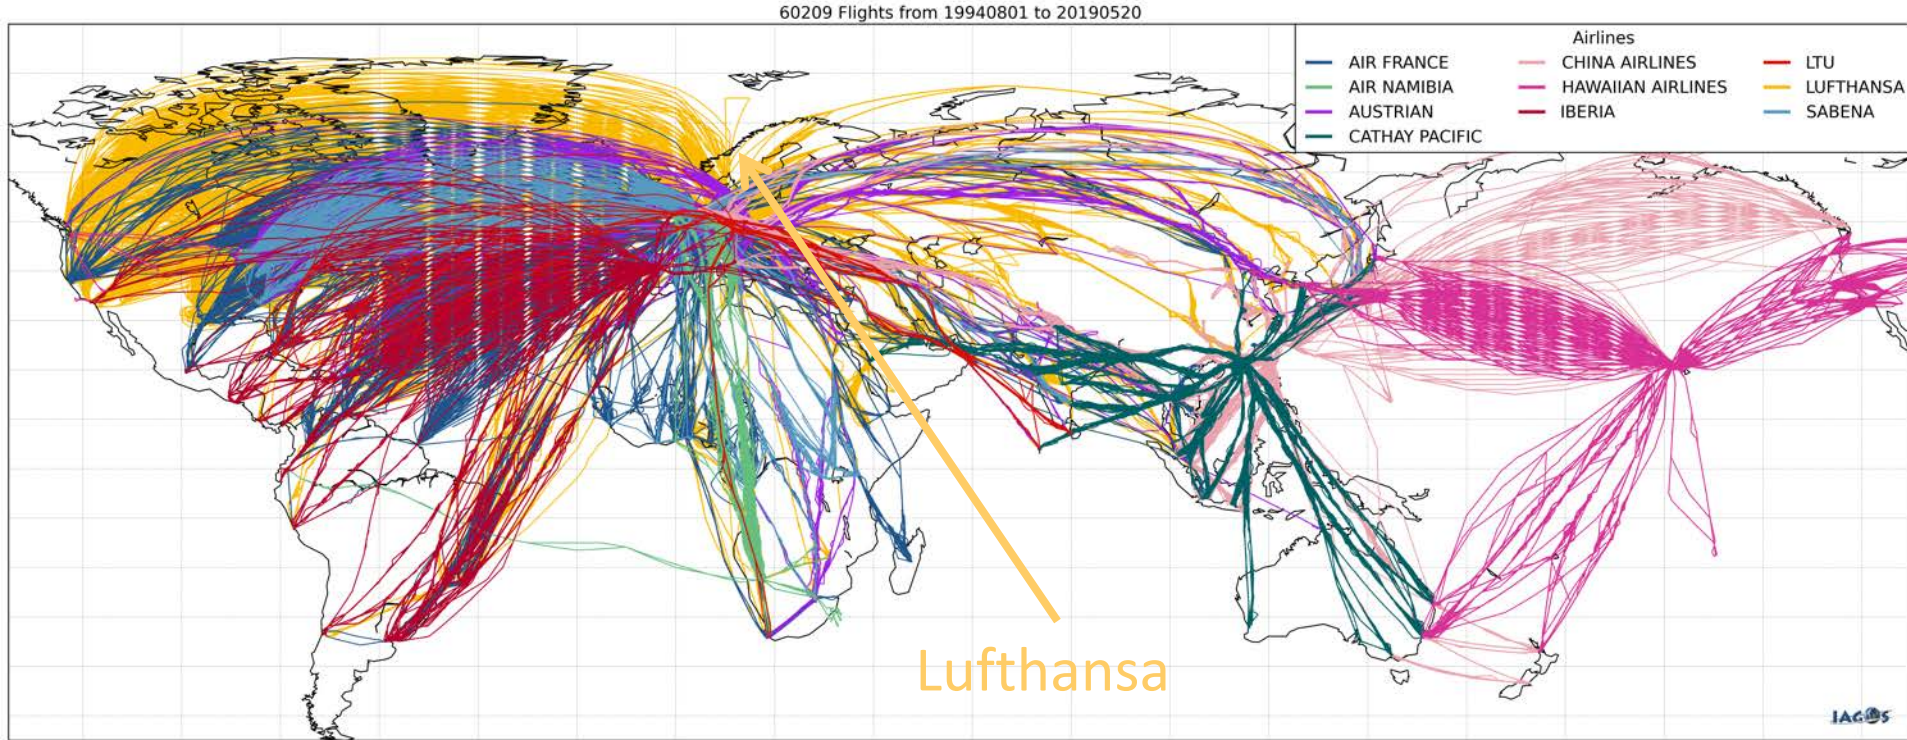 60209 Flights from 19940801 to 20190520
Airlines
AIR FRANCE
AIR NAMIBIA
AUSTRIAN
CATHAY PACIFIC
CHINA AIRLINES
HAWAIIAN AIRLINES
IBERIA
LTU
LUFTHANSA
SABENA
Lufthansa
IAGOS